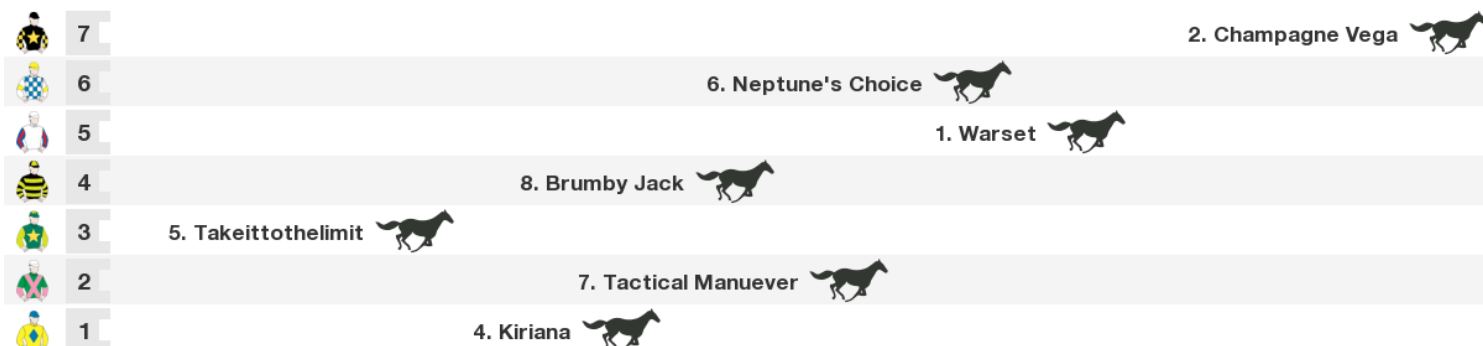 7 2. Champagne Vega
6 6. Neptune's Choice
5 1. Warset
4 8. Brumby Jack
3 5. Takeittothelimit
2 7. Tactical Manuever
1 4. Kiriana